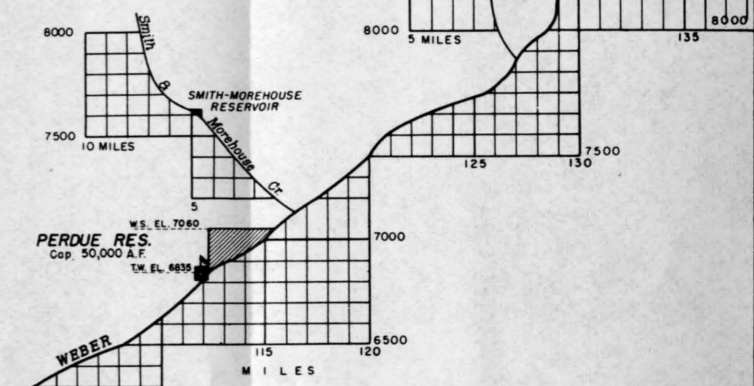 8000
8000
5 MILES
135
8000
Smith
&
SMITH-MOREHOUSE
RESERVOIR
Morehouse
Cr.
7500
10 MILES
125
130
7500
5
W.S. EL. 7060
PERDUE RES.
Cap. 50,000 A.F.
T.W. EL. 6835
7000
WEBER
115
120
6500
MILES